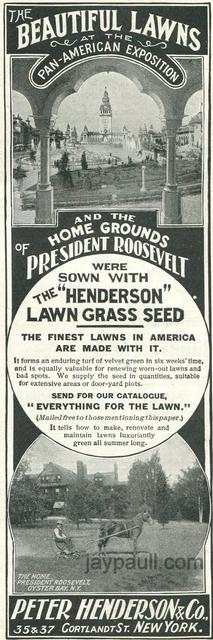 THE
BEAUTIFUL LAWNS
AT THE
PAN-AMERICAN EXPOSITION
AND THE
HOME GROUNDS
OF PRESIDENT ROOSEVELT
WERE
SOWN WITH
THE "HENDERSON"
LAWN GRASS SEED
THE FINEST LAWNS IN AMERICA
ARE MADE WITH IT.
It forms an enduring turf of velvet green in six weeks' time,
and is equally valuable for renewing worn-out lawns and
bad spots. We supply the seed in quantities, suitable
for extensive areas or door-yard plots.
SEND FOR OUR CATALOGUE,
"EVERYTHING FOR THE LAWN."
(Mailed free to those mentioning this paper.)
It tells how to make, renovate and
maintain lawns luxuriantly
green all summer long.
jaypaull.com
THE HOME
PRESIDENT ROOSEVELT,
OYSTER BAY, N.Y.
PETER HENDERSON & CO.,
35 & 37 CORTLANDT ST. NEW YORK.